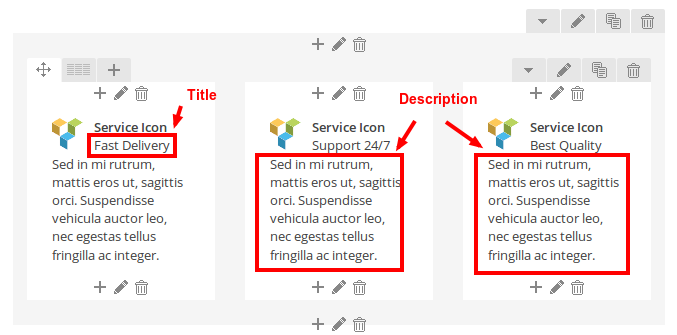 Title
Description
Service Icon
Fast Delivery
Sed in mi rutrum,
mattis eros ut, sagittis
orci. Suspendisse
vehicula auctor leo,
nec egestas tellus
fringilla ac integer.
Service Icon
Support 24/7
Sed in mi rutrum,
mattis eros ut, sagittis
orci. Suspendisse
vehicula auctor leo,
nec egestas tellus
fringilla ac integer.
Service Icon
Best Quality
Sed in mi rutrum,
mattis eros ut, sagittis
orci. Suspendisse
vehicula auctor leo,
nec egestas tellus
fringilla ac integer.